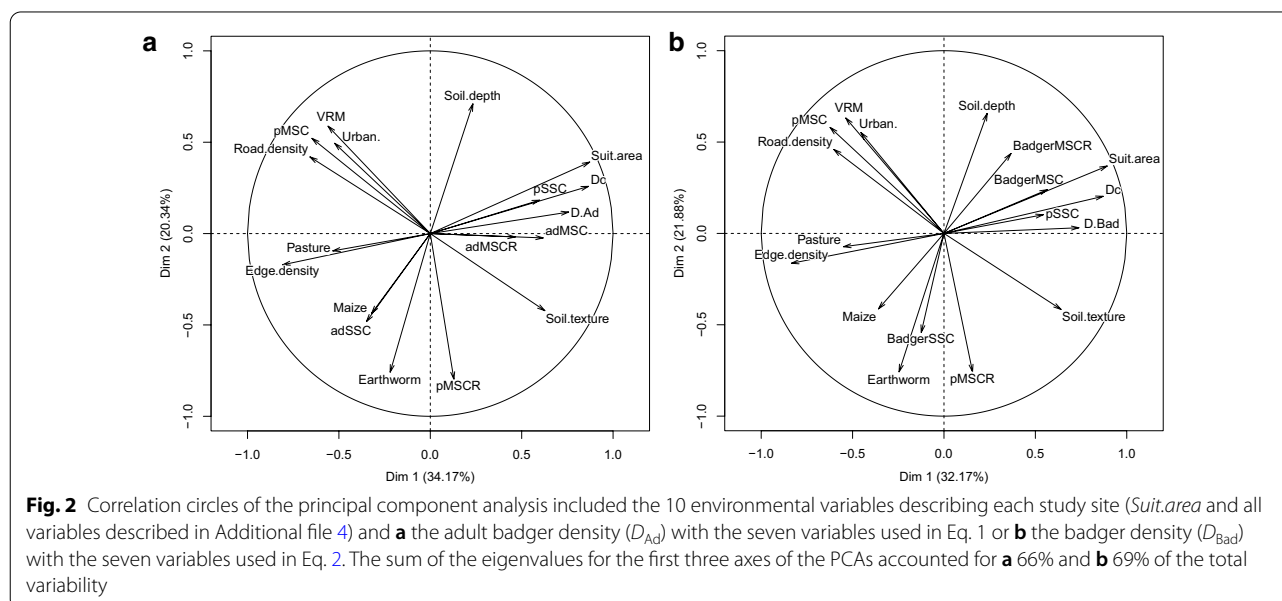 a
1.0
0.5
0.0
−0.5
−1.0
Dim 2 (20.34%)
Soil.depth
VRM
pMSC
Urban.
Road.density
Suit.area
Dc
pSSC
D.Ad
adMSC
adMSCR
Pasture
Edge.density
Maize
adSSC
Soil.texture
Earthworm
pMSCR
−1.0
−0.5
0.0
0.5
1.0
Dim 1 (34.17%)
b
1.0
0.5
0.0
−0.5
−1.0
Dim 2 (21.88%)
VRM
Soil.depth
pMSC
Urban.
Road.density
BadgerMSCR
Suit.area
BadgerMSC
Dc
pSSC
D.Bad
Pasture
Edge.density
Maize
Soil.texture
BadgerSSC
Earthworm
pMSCR
−1.0
−0.5
0.0
0.5
1.0
Dim 1 (32.17%)
Fig. 2 Correlation circles of the principal component analysis included the 10 environmental variables describing each study site (Suit.area and all
variables described in Additional file 4) and a the adult badger density (D_Ad) with the seven variables used in Eq. 1 or b the badger density (D_Bad)
with the seven variables used in Eq. 2. The sum of the eigenvalues for the first three axes of the PCAs accounted for a 66% and b 69% of the total
variability